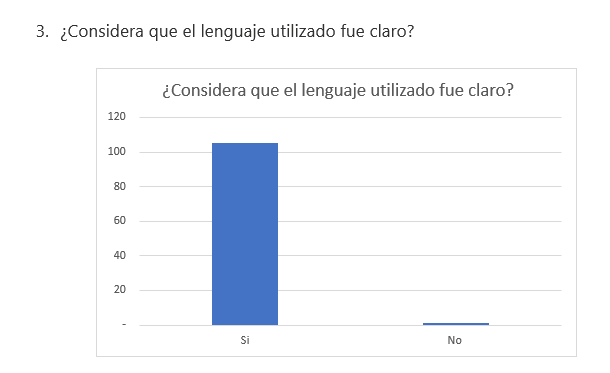 3. ¿Considera que el lenguaje utilizado fue claro?
¿Considera que el lenguaje utilizado fue claro?
120
100
80
60
40
20
-
Si
No